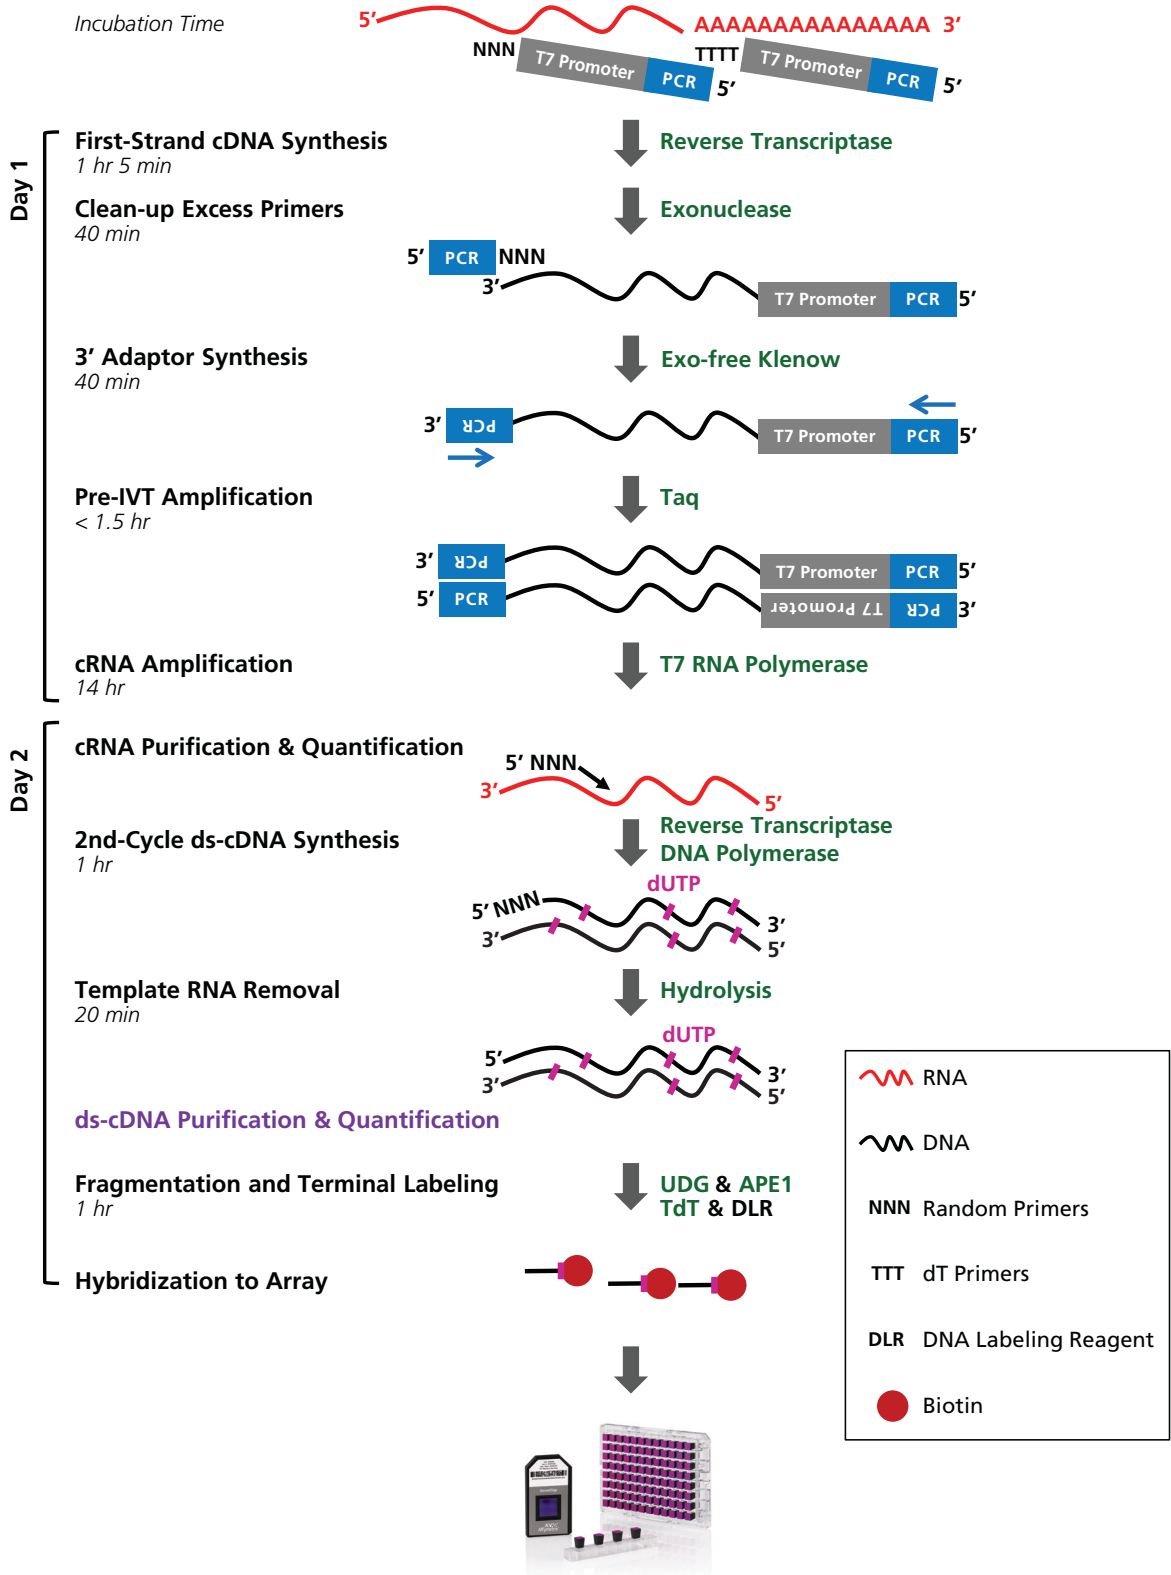 Incubation Time
5′ AAAAAAAAAAAAAAA 3′
NNN T7 Promoter PCR 5′
TTTT T7 Promoter PCR 5′
Day 1
First-Strand cDNA Synthesis
1 hr 5 min
Reverse Transcriptase
Clean-up Excess Primers
40 min
Exonuclease
5′ PCR NNN
3′ T7 Promoter PCR 5′
3′ Adaptor Synthesis
40 min
Exo-free Klenow
3′ PCR T7 Promoter PCR 5′
Pre-IVT Amplification
< 1.5 hr
Taq
3′ PCR T7 Promoter PCR 5′
5′ PCR T7 Promoter PCR 3′
cRNA Amplification
14 hr
T7 RNA Polymerase
Day 2
cRNA Purification & Quantification
5′ NNN
3′ 5′
2nd-Cycle ds-cDNA Synthesis
1 hr
Reverse Transcriptase
DNA Polymerase
dUTP
5′ NNN 3′
3′ 5′
Template RNA Removal
20 min
Hydrolysis
dUTP
5′ 3′
3′ 5′
ds-cDNA Purification & Quantification
Fragmentation and Terminal Labeling
1 hr
UDG & APE1
TdT & DLR
Hybridization to Array
RNA
DNA
NNN Random Primers
TTT dT Primers
DLR DNA Labeling Reagent
Biotin